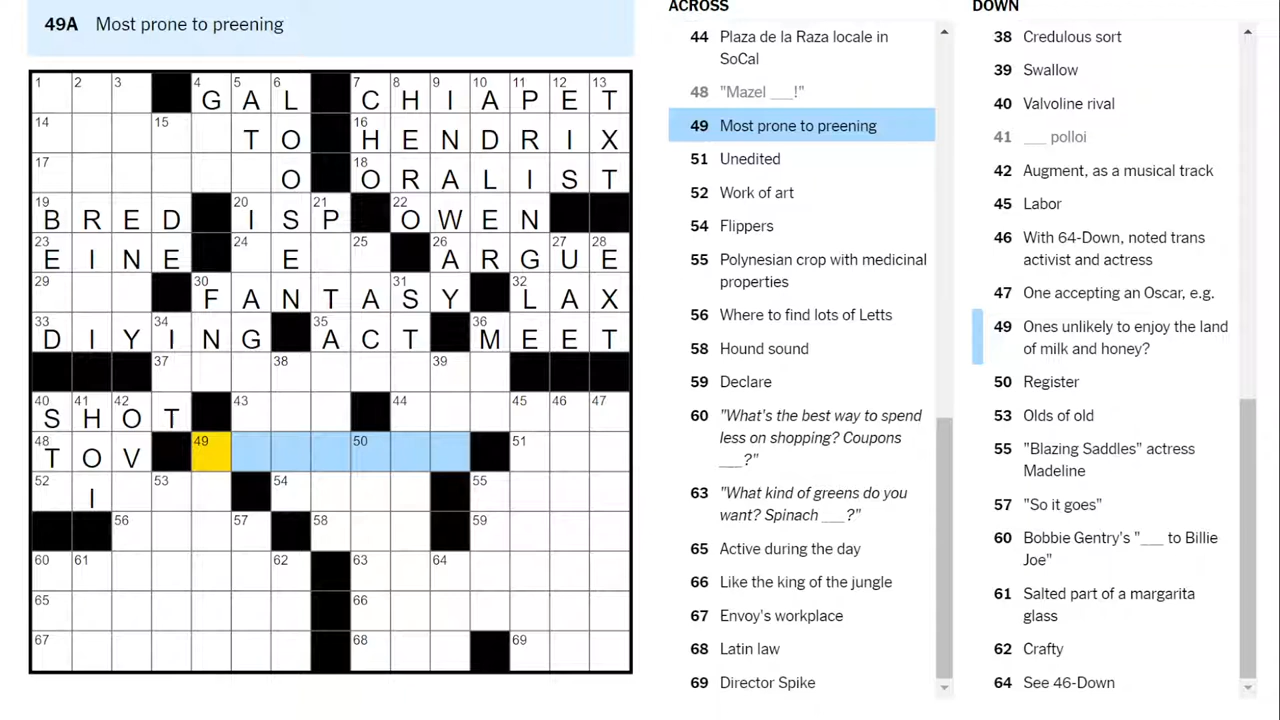 49A Most prone to preening
ACROSS
44 Plaza de la Raza locale in
SoCal
48 "Mazel ___!"
49 Most prone to preening
51 Unedited
52 Work of art
54 Flippers
55 Polynesian crop with medicinal
properties
56 Where to find lots of Letts
58 Hound sound
59 Declare
60 "What's the best way to spend
less on shopping? Coupons
___?"
63 "What kind of greens do you
want? Spinach ___?"
65 Active during the day
66 Like the king of the jungle
67 Envoy's workplace
68 Latin law
69 Director Spike
DOWN
38 Credulous sort
39 Swallow
40 Valvoline rival
41 ___ polloi
42 Augment, as a musical track
45 Labor
46 With 64-Down, noted trans
activist and actress
47 One accepting an Oscar, e.g.
49 Ones unlikely to enjoy the land
of milk and honey?
50 Register
53 Olds of old
55 "Blazing Saddles" actress
Madeline
57 "So it goes"
60 Bobbie Gentry's "___ to Billie
Joe"
61 Salted part of a margarita
glass
62 Crafty
64 See 46-Down
1 2 3 4 5 6 7 8 9 10 11 12 13
G A L C H I A P E T
14 15 16
T O H E N D R I X
17 18
O O R A L I S T
19 20 21 22
B R E D I S P O W E N
23 24 25 26 27 28
E I N E E A R G U E
29 30 31 32
F A N T A S Y L A X
33 34 35 36
D I Y I N G A C T M E E T
37 38 39
40 41 42 43 44 45 46 47
S H O T
48 49 50 51
T O V
52 53 54 55
I
56 57 58 59
60 61 62 63 64
65 66
67 68 69